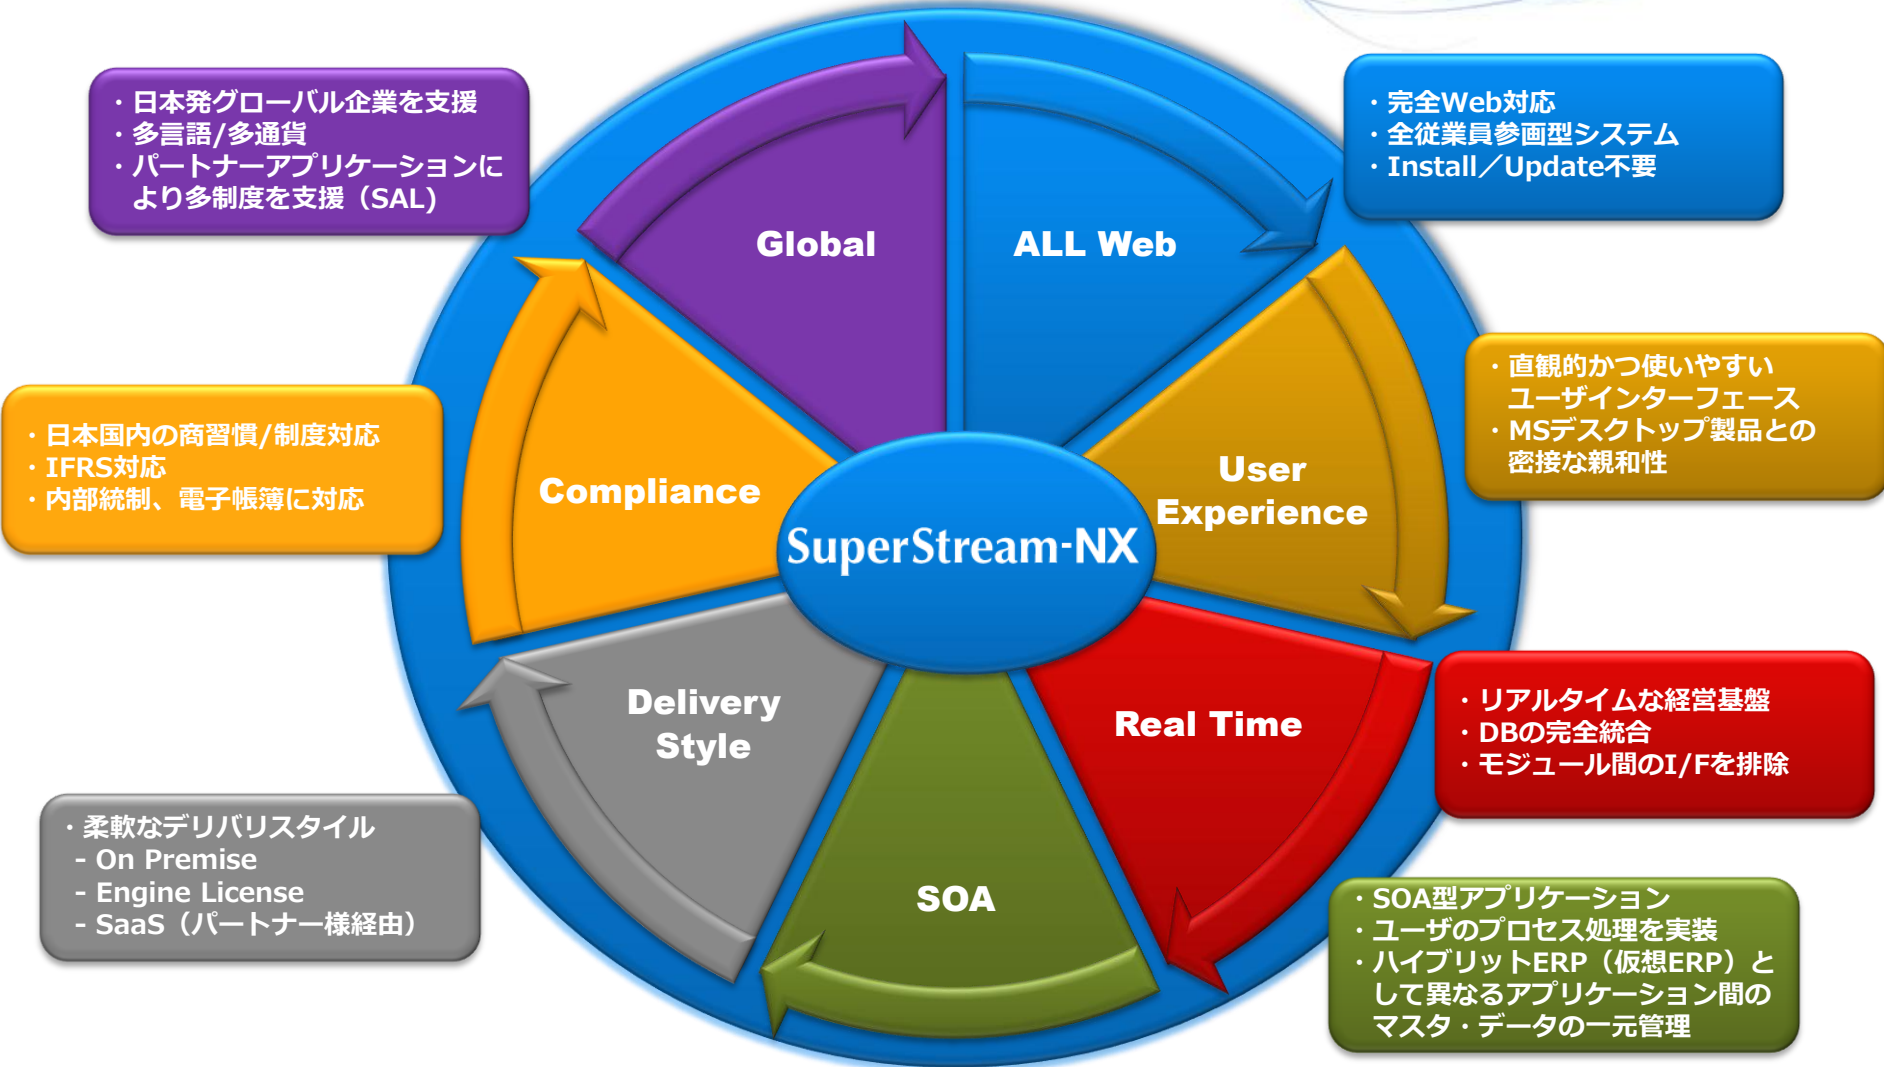 ・日本発グローバル企業を支援
・多言語/多通貨
・パートナーアプリケーションに
より多制度を支援（SAL)
・完全Web対応
・全従業員参画型システム
・Install／Update不要
Global
ALL Web
・直観的かつ使いやすい
ユーザインターフェース
・MSデスクトップ製品との
密接な親和性
・日本国内の商習慣/制度対応
・IFRS対応
・内部統制、電子帳簿に対応
Compliance
User
Experience
SuperStream-NX
Delivery
Style
Real Time
・リアルタイムな経営基盤
・DBの完全統合
・モジュール間のI/Fを排除
・柔軟なデリバリスタイル
- On Premise
- Engine License
- SaaS（パートナー様経由）
SOA
・SOA型アプリケーション
・ユーザのプロセス処理を実装
・ハイブリットERP（仮想ERP）と
して異なるアプリケーション間の
マスタ・データの一元管理